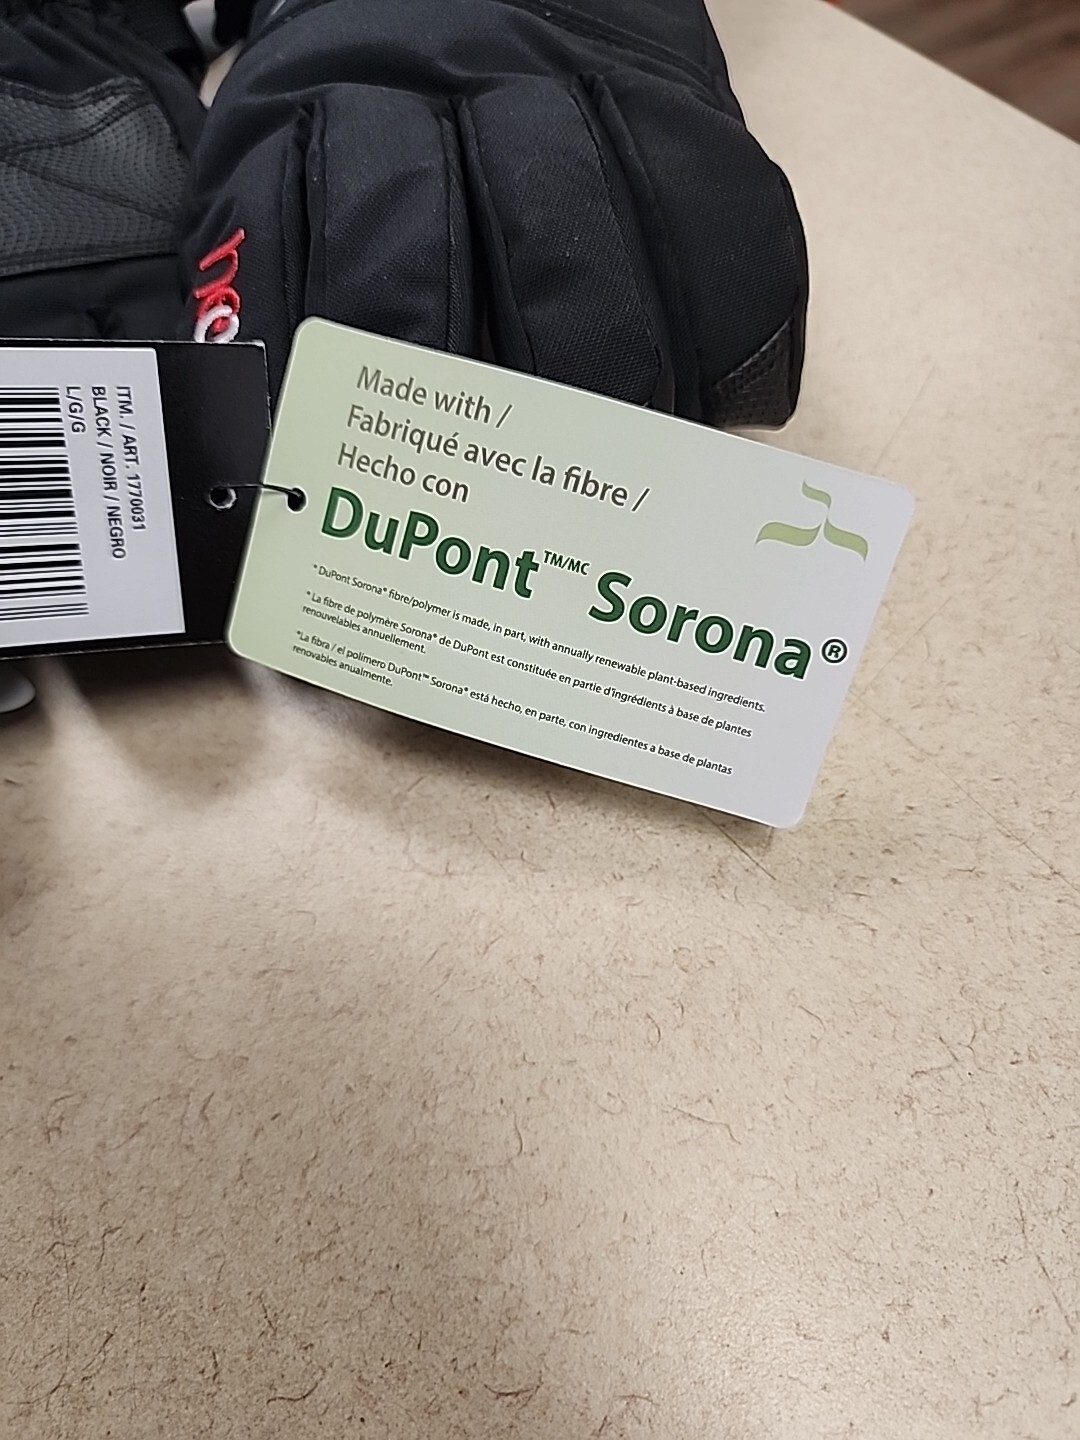 Made with /
Fabriqué avec la fibre /
Hecho con
DuPont™/MC Sorona®
* DuPont Sorona® fibre/polymer is made, in part, with annually renewable plant-based ingredients.
* La fibre de polymère Sorona® de DuPont est constituée en partie d'ingrédients à base de plantes
renouvelables annuellement.
*La fibra / el polímero DuPont™ Sorona® está hecho, en parte, con ingredientes a base de plantas
renovables anualmente.
ITM. / ART. 1770031
BLACK / NOIR / NEGRO
L/G/G